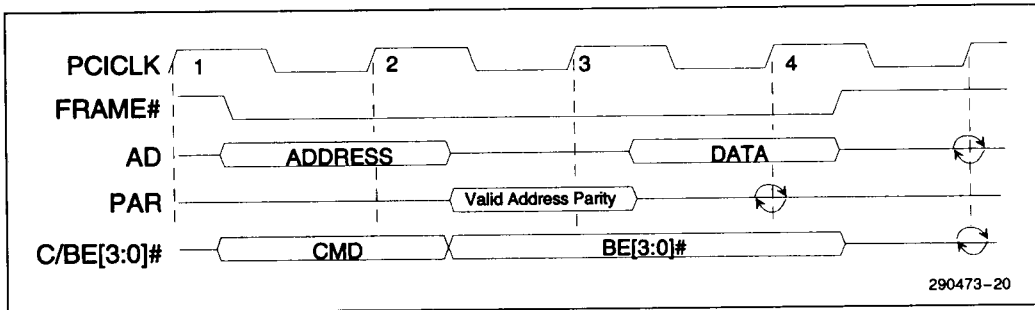 PCICLK 1 2 3 4
FRAME#
AD ADDRESS DATA
PAR Valid Address Parity
C/BE[3:0]# CMD BE[3:0]#
290473-20